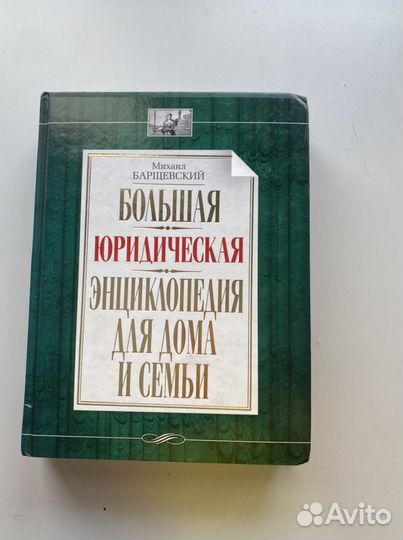 Михаил
БАРЩЕВСКИЙ
БОЛЬШАЯ
ЮРИДИЧЕСКАЯ
ЭНЦИКЛОПЕДИЯ
ДЛЯ ДОМА
И СЕМЬИ
Avito